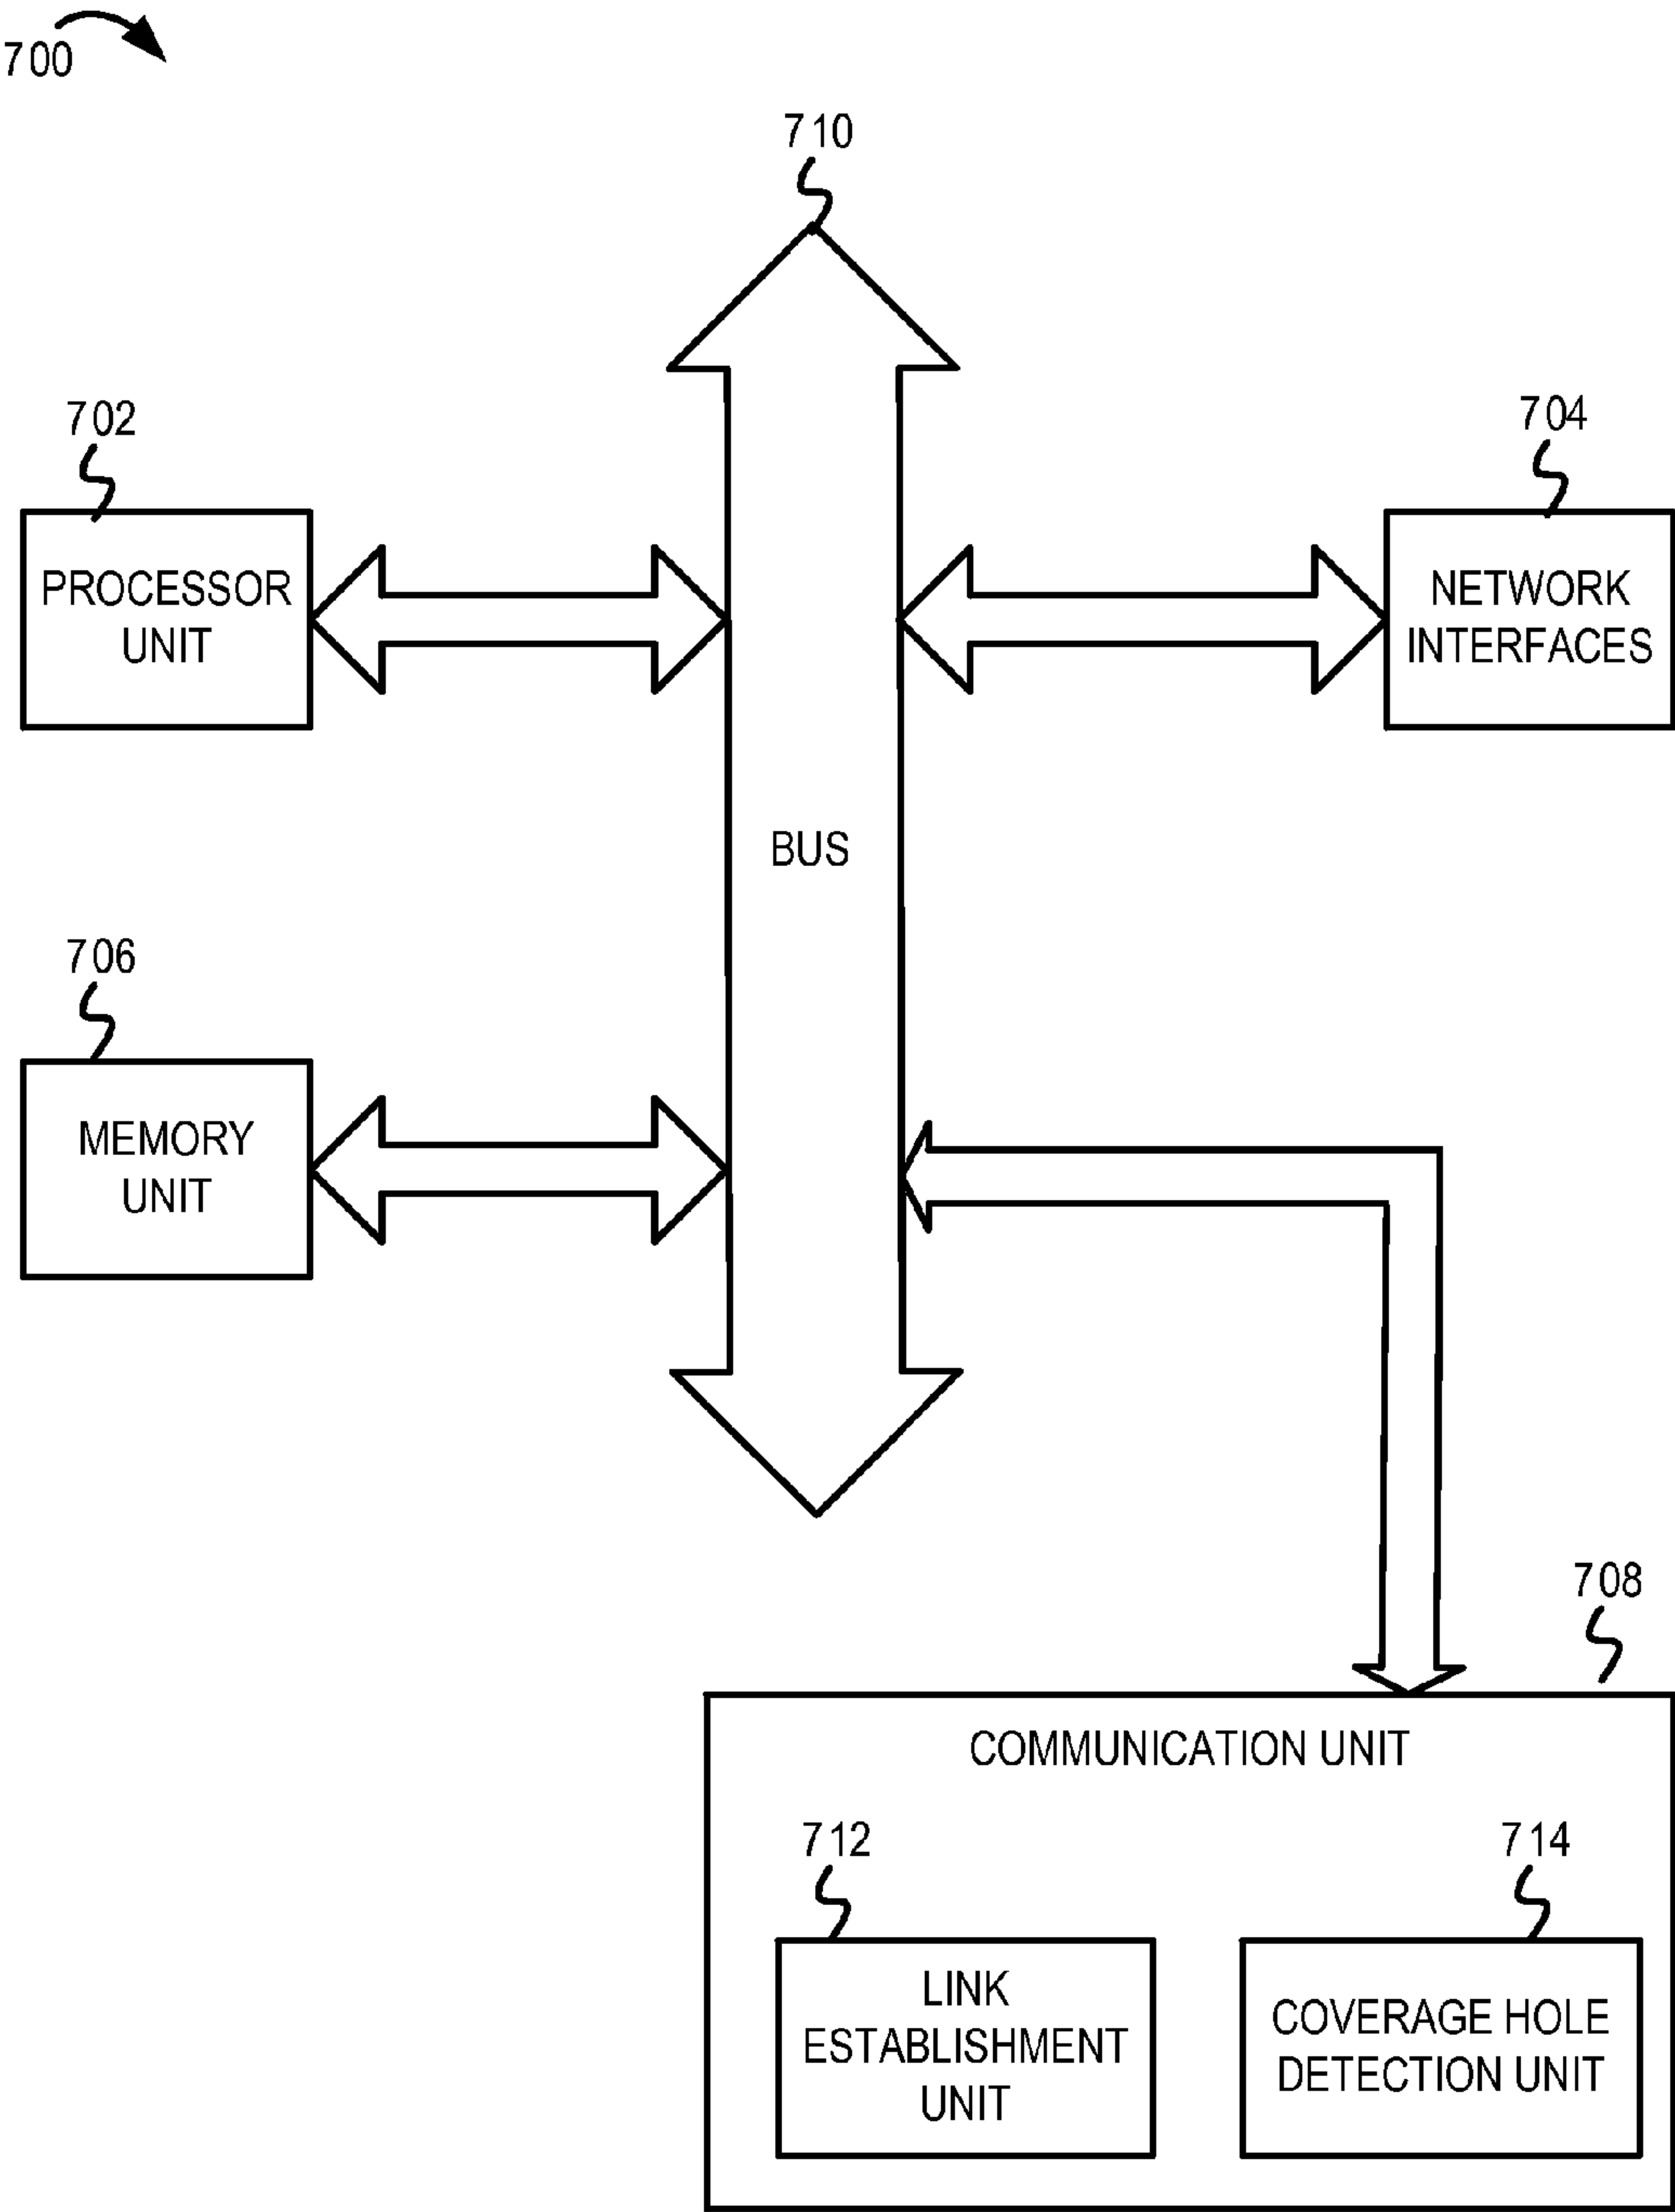 700
710
702
704
PROCESSOR
UNIT
NETWORK
INTERFACES
BUS
706
MEMORY
UNIT
708
COMMUNICATION UNIT
712
714
LINK
ESTABLISHMENT
UNIT
COVERAGE HOLE
DETECTION UNIT